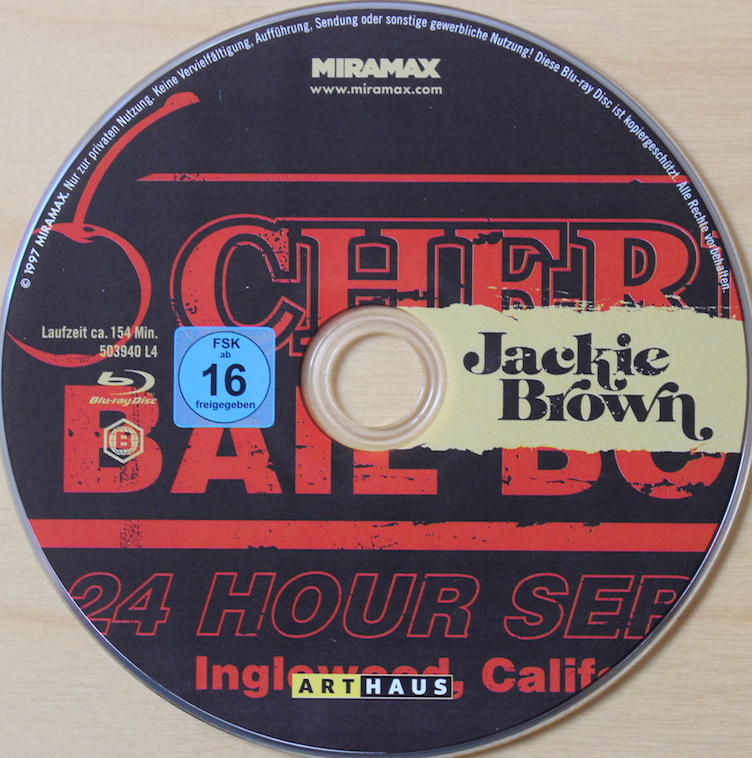 © 1997 MIRAMAX. Nur zur privaten Nutzung. Keine Vervielfältigung, Aufführung, Sendung oder sonstige gewerbliche Nutzung! Diese Blu-ray Disc ist kopiergeschützt. Alle Rechte vorbehalten.
MIRAMAX
www.miramax.com
CHER
Laufzeit ca. 154 Min.
503940 L4
Blu-ray Disc
B
FSK
ab
16
freigegeben
Jackie
Brown
BAIL BO
24 HOUR SER
Inglewood, Califo
ARTHAUS